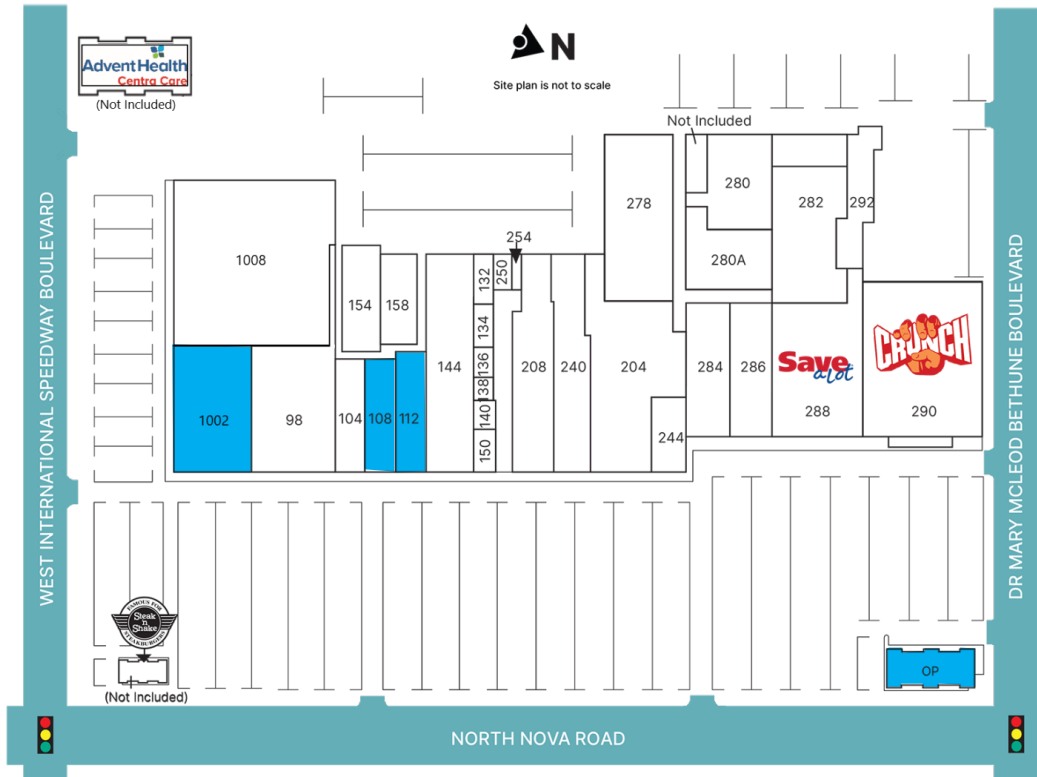 AdventHealth
Centra Care
(Not Included)
N
Site plan is not to scale
Not Included
WEST INTERNATIONAL SPEEDWAY BOULEVARD
DR MARY MCLEOD BETHUNE BOULEVARD
1008
154
158
254
250
132
134
136
138
140
150
278
280
280A
282
292
1002
98
104
108
112
144
208
240
204
244
284
286
Save
a lot
288
CRUNCH
290
FAMOUS FOR
Steak
n
Shake
STEAKBURGERS
(Not Included)
OP
NORTH NOVA ROAD